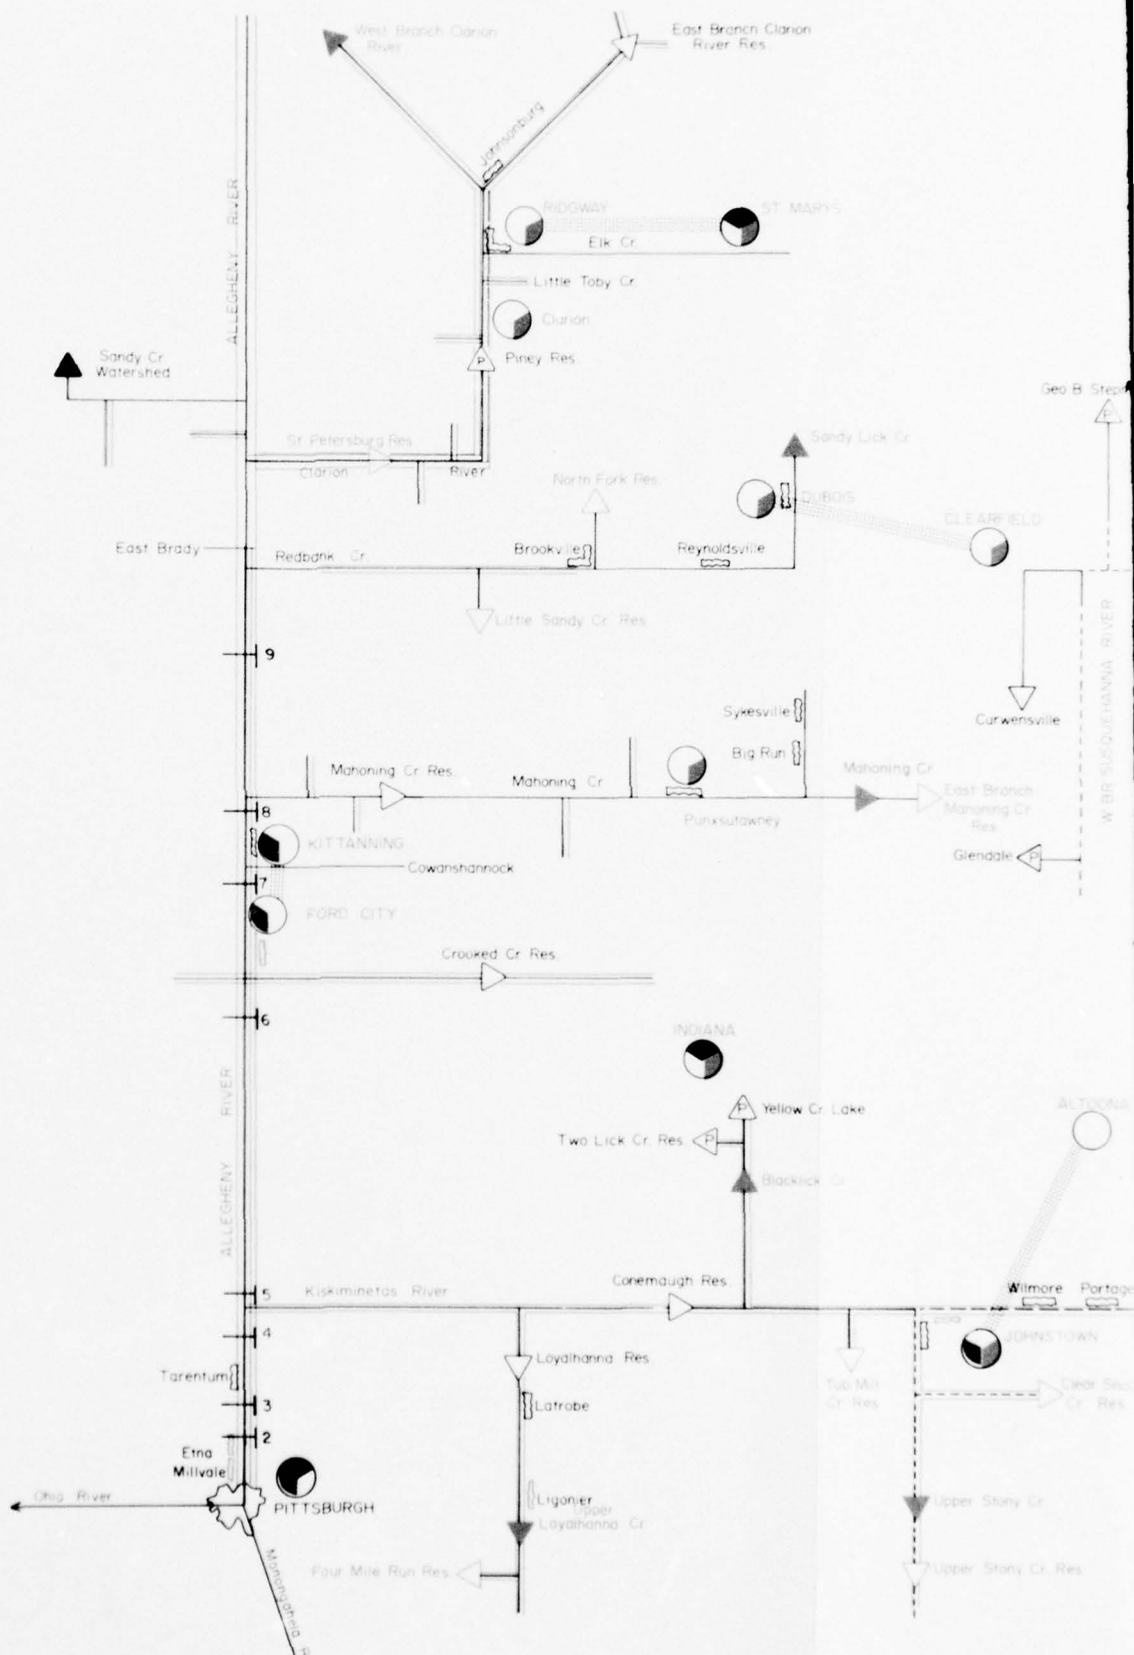 West Branch Clarion
River
East Branch Clarion
River Res.
Johnsonburg
ALLEGHENY RIVER
RIDGWAY
ST MARYS
Elk Cr.
Little Toby Cr.
Clarion
P
Piney Res.
Sandy Cr
Watershed
Geo B
P
St Petersburg Res
Clarion
River
Sandy Lick Cr.
North Fork Res.
DUBOIS
CLEARFIELD
East Brady
Redbank Cr.
Brookville
Reynoldsville
Little Sandy Cr. Res
9
W BR SUSQUEHANNA RIVER
Sykesville
Curwensville
Big Run
Mahoning Cr. Res.
Mahoning Cr
Mahoning Cr
East Branch
Mahoning Cr.
Res.
8
Punxsutawney
KITTANNING
Cowanshannock
Glendale
P
7
FORD CITY
Crooked Cr Res.
6
INDIANA
ALLEGHENY RIVER
P
Yellow Cr. Lake
ALTOONA
Two Lick Cr. Res.
P
Blacklick Cr
5
Kiskiminetas River
Conemaugh Res.
Wilmore
Portage
4
JOHNSTOWN
Loyalhanna Res
Tarentum
Tub Mill
Cr. Res
Cr. Res
3
Latrobe
2
Etna
Millvale
Ohio River
PITTSBURGH
Ligonier
Upper
Loyalhanna Cr.
Upper Stony Cr
Four Mile Run Res.
Upper Stony Cr. Res
Monongahela